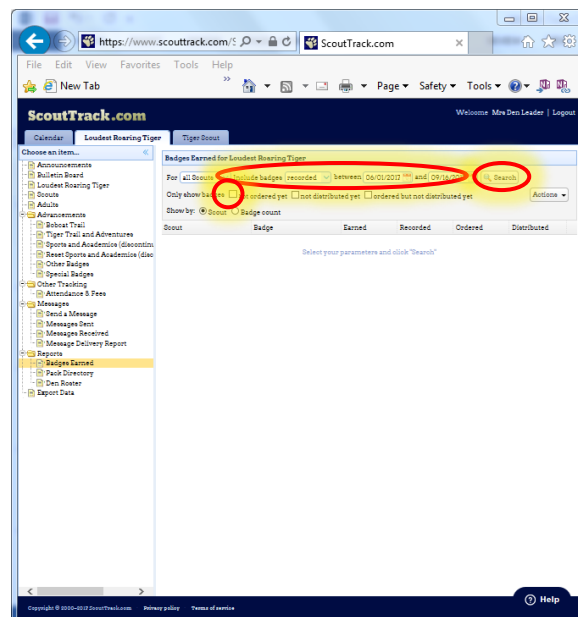 https://www.scouttrack.com/S
ScoutTrack.com
File Edit View Favorites Tools Help
New Tab
Page Safety Tools
ScoutTrack.com
Welcome Mrs Den Leader | Logout
Calendar Loudest Roaring Tiger Tiger Scout
Choose an item...
Badges Earned for Loudest Roaring Tiger
Announcements
Bulletin Board
Loudest Roaring Tiger
Scouts
Adults
Advancements
Bobcat Trail
Tiger Trail and Adventures
Sports and Academics (discontinu
Reset Sports and Academics (disc
Other Badges
Special Badges
Other Tracking
Attendance & Fees
Messages
Send a Message
Messages Sent
Messages Received
Message Delivery Report
Reports
Badges Earned
Pack Directory
Den Roster
Export Data
For all Scouts Include badges recorded between 06/01/2017 and 09/16/20 Search
Only show badges not ordered yet not distributed yet ordered but not distributed yet Actions
Show by: Scout Badge count
Scout Badge Earned Recorded Ordered Distributed
Select your parameters and click "Search"
Help
Copyright © 2000-2017 ScoutTrack.com Privacy policy Terms of service